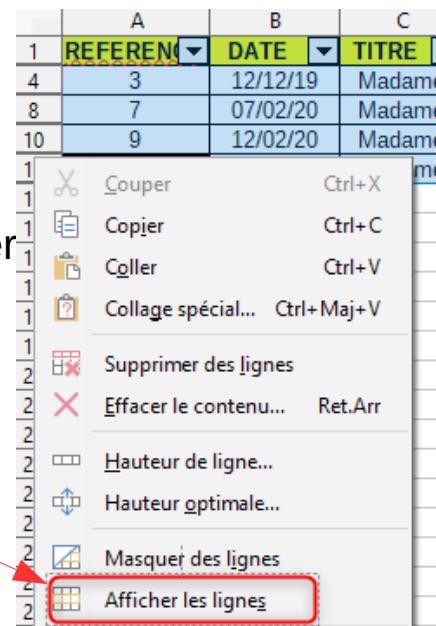 A B C
1 REFEREN DATE TITRE
4 3 12/12/19 Madame
8 7 07/02/20 Madame
10 9 12/02/20 Madame
Couper Ctrl+X
Copier Ctrl+C
Coller Ctrl+V
Collage spécial... Ctrl+Maj+V
Supprimer des lignes
Effacer le contenu... Ret.Arr
Hauteur de ligne...
Hauteur optimale...
Masquer des lignes
Afficher les lignes